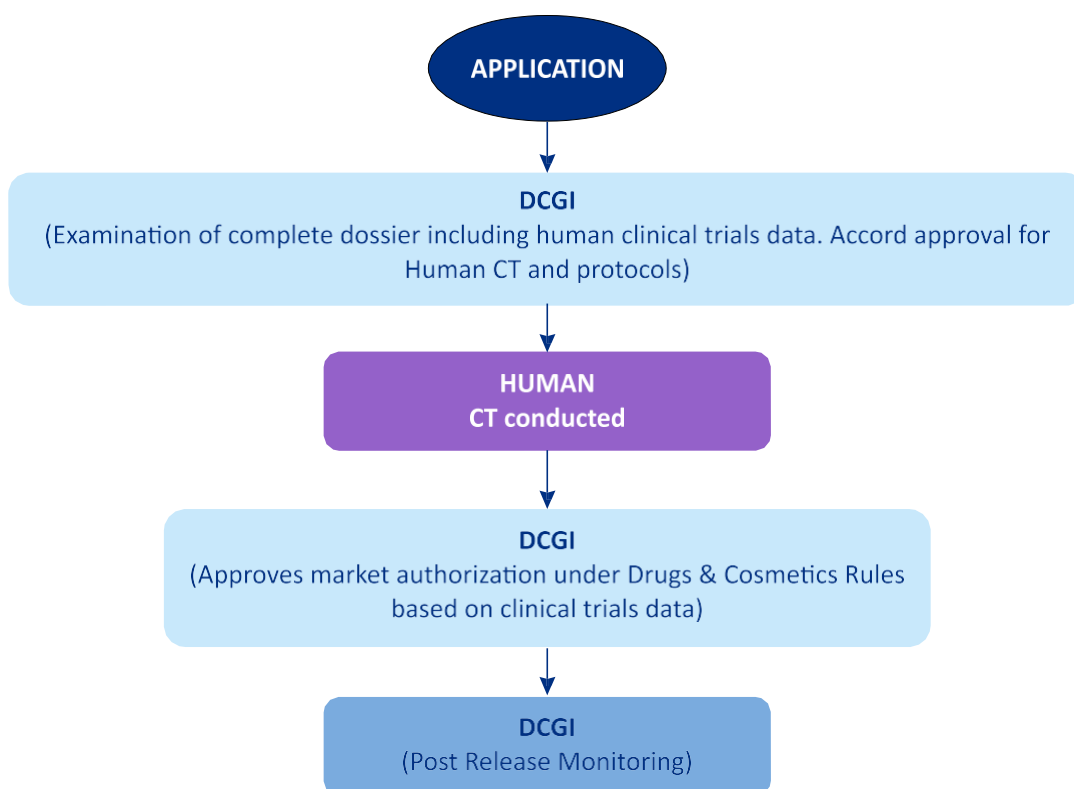 APPLICATION
DCGI
(Examination of complete dossier including human clinical trials data. Accord approval for
Human CT and protocols)
HUMAN
CT conducted
DCGI
(Approves market authorization under Drugs & Cosmetics Rules
based on clinical trials data)
DCGI
(Post Release Monitoring)